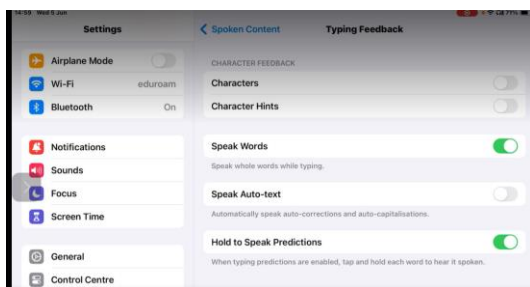 14:59 Wed 5 Jun
71%
Settings
Spoken Content
Typing Feedback
Airplane Mode
Wi-Fi
eduroam
Bluetooth
On
Notifications
Sounds
Focus
Screen Time
General
Control Centre
CHARACTER FEEDBACK
Characters
Character Hints
Speak Words
Speak whole words while typing.
Speak Auto-text
Automatically speak auto-corrections and auto-capitalisations.
Hold to Speak Predictions
When typing predictions are enabled, tap and hold each word to hear it spoken.